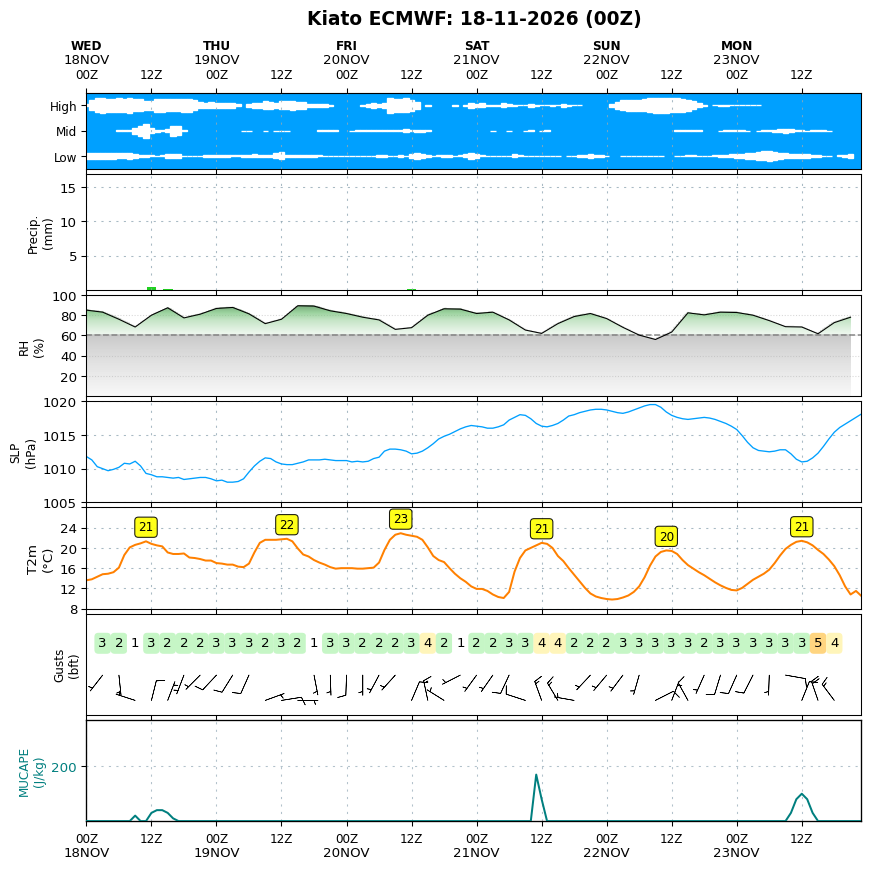 Kiato ECMWF: 18-11-2026 (00Z)
WED THU FRI SAT SUN MON
18NOV 19NOV 20NOV 21NOV 22NOV 23NOV
00Z 12Z 00Z 12Z 00Z 12Z 00Z 12Z 00Z 12Z 00Z 12Z
High
Mid
Low
Precip.
(mm)
15
10
5
RH
(%)
100
80
60
40
20
SLP
(hPa)
1020
1015
1010
1005
T2m
(°C)
24
20
16
12
8
21 22 23 21 20 21
Gusts
(bft)
3 2 1 3 2 2 2 3 3 3 2 3 2 1 3 3 2 2 2 3 4 2 1 2 2 3 3 4 4 2 2 2 3 3 3 3 3 3 3 3 3 3 3 3 5 4
MUCAPE
(J/kg)
200
00Z 12Z 00Z 12Z 00Z 12Z 00Z 12Z 00Z 12Z 00Z 12Z
18NOV 19NOV 20NOV 21NOV 22NOV 23NOV